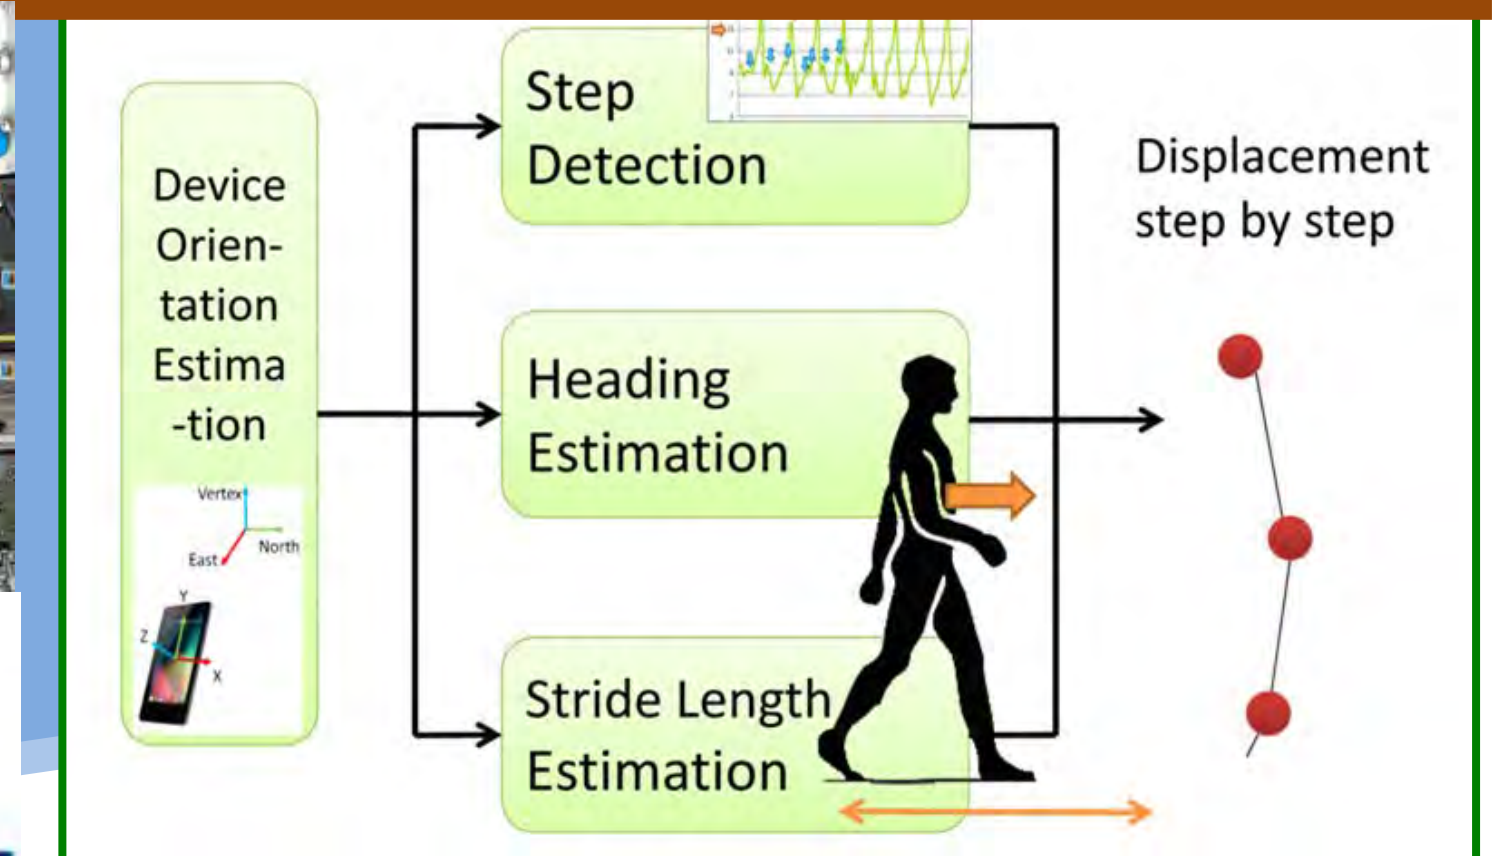 Device
Orien-
tation
Estima
-tion
Vertex
North
East
Y
Z
X
Step
Detection
Heading
Estimation
Stride Length
Estimation
Displacement
step by step